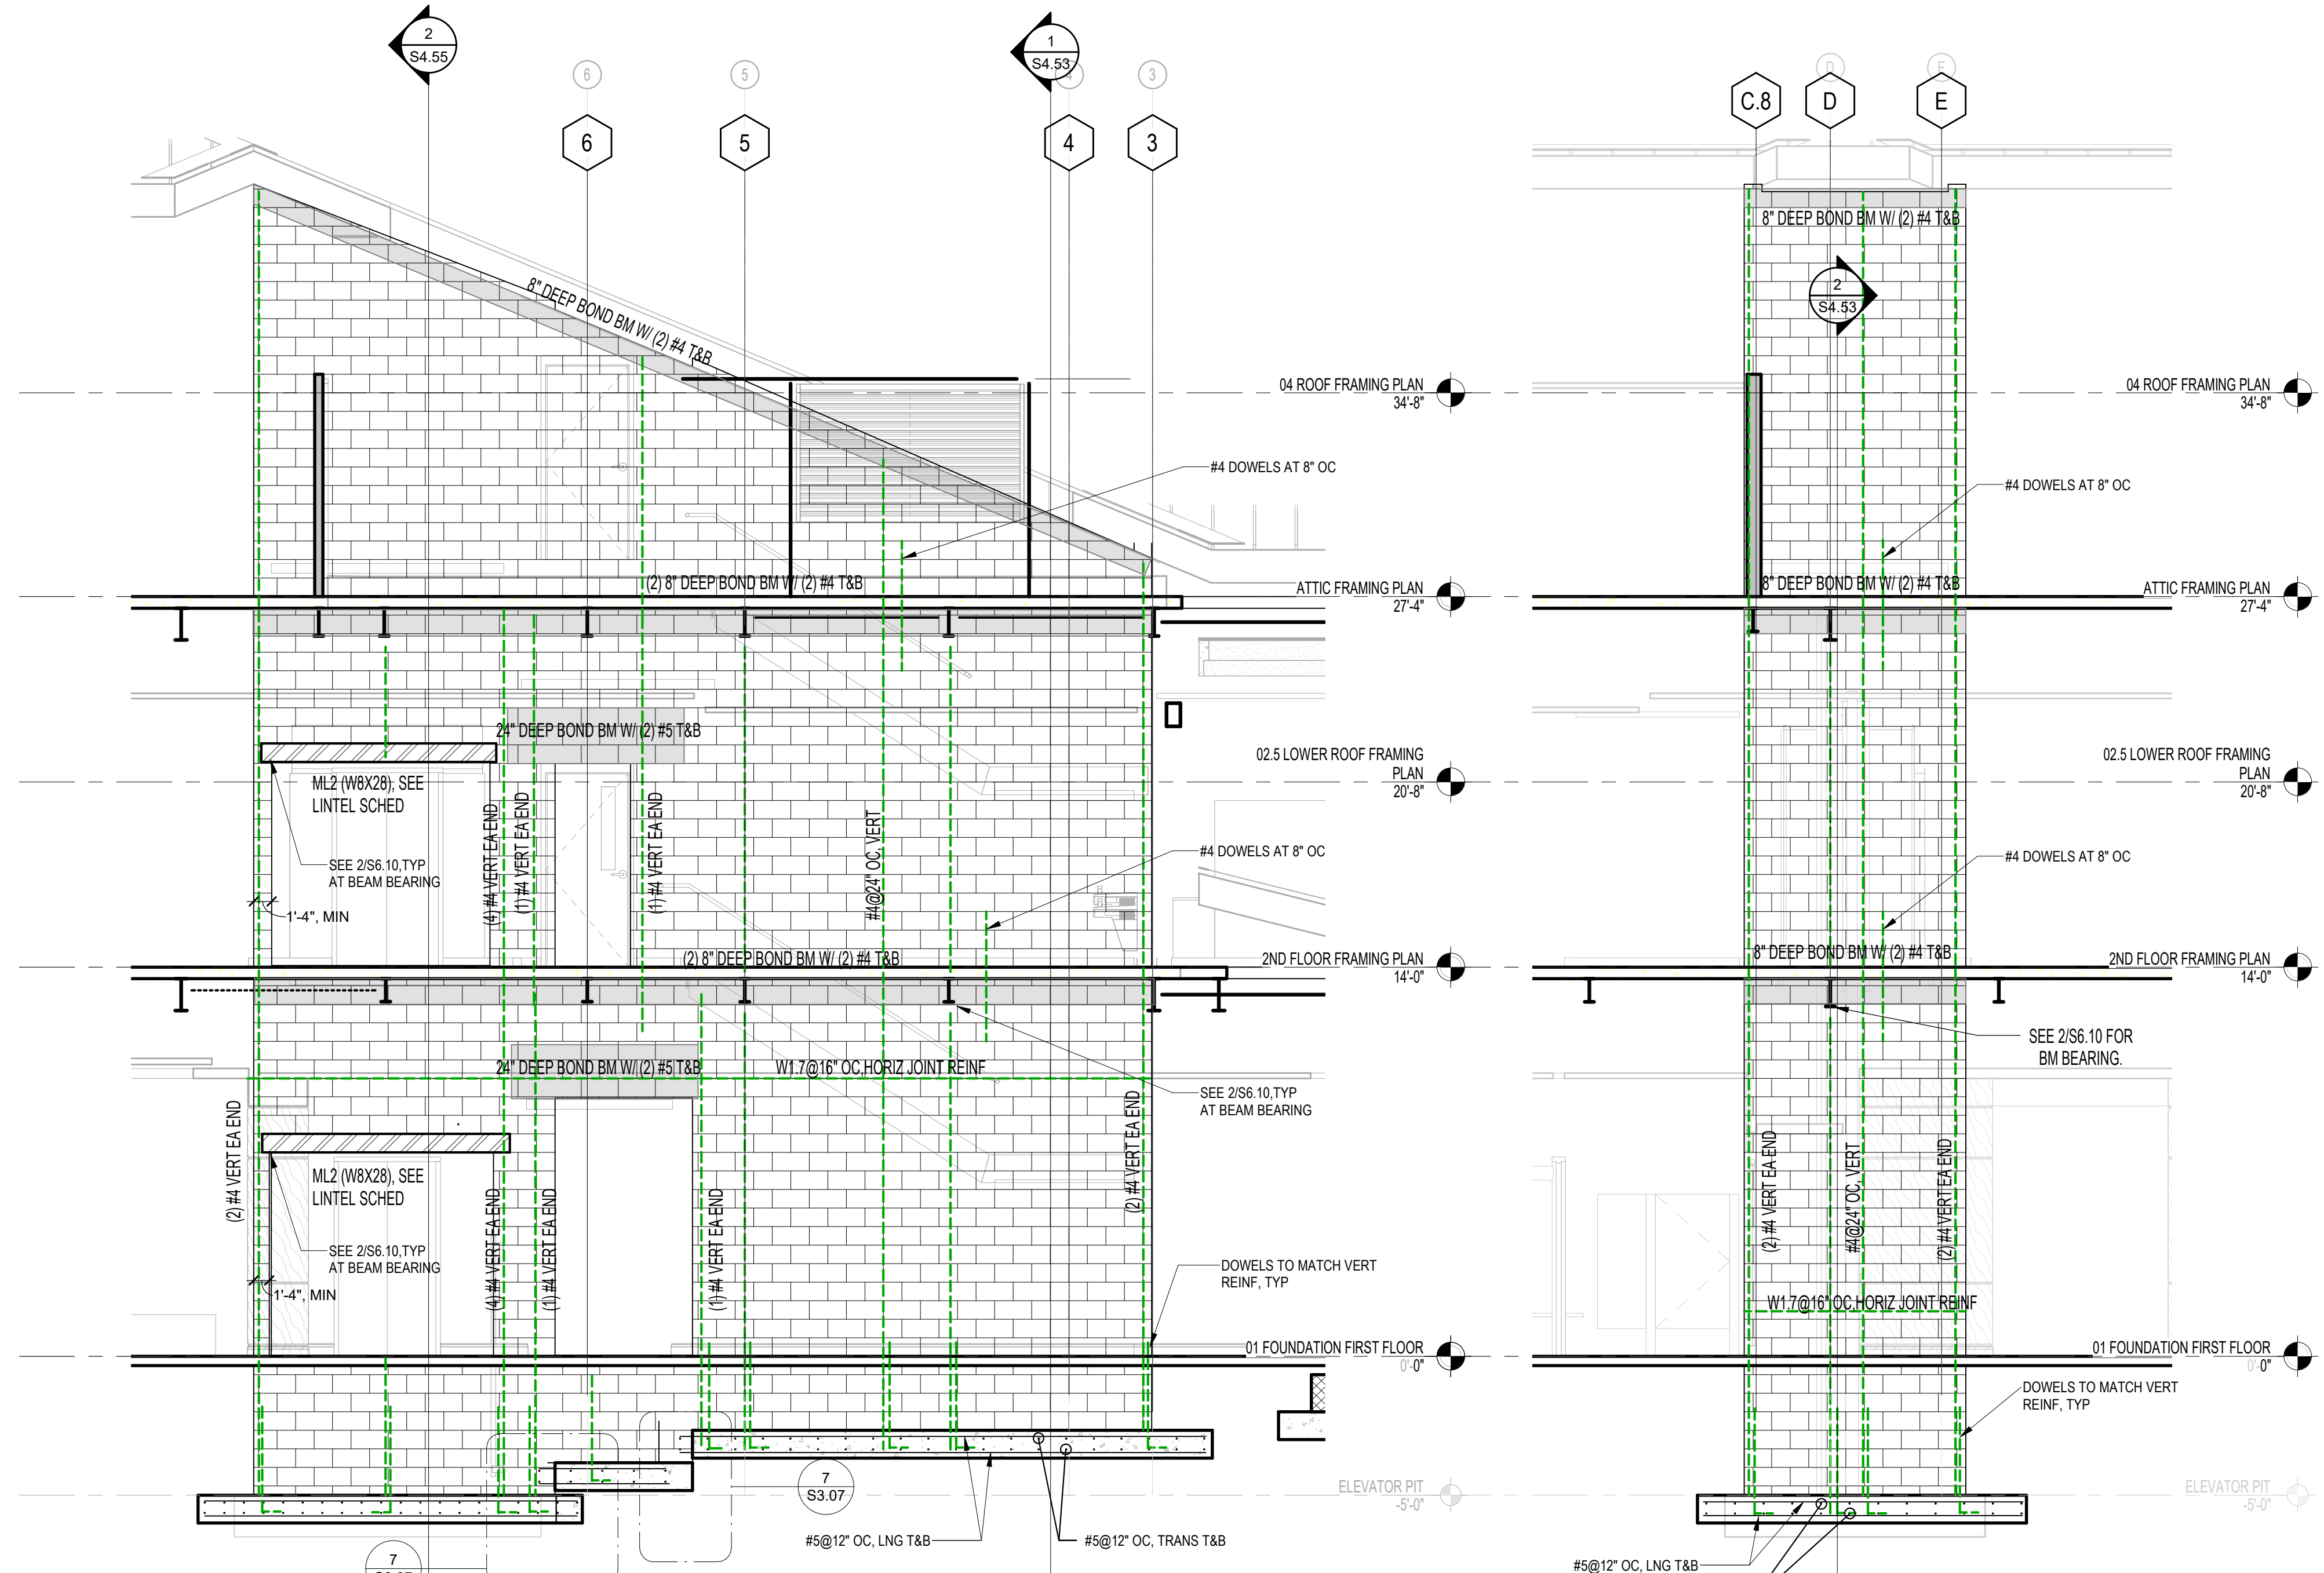 2
S4.55
1
S4.53
6
5
4
3
6
5
4
3
D
E
C.8
D
E
8" DEEP BOND BM W/ (2) #4 T&B
8" DEEP BOND BM W/ (2) #4 T&B
2
S4.53
04 ROOF FRAMING PLAN
34'-8"
04 ROOF FRAMING PLAN
34'-8"
#4 DOWELS AT 8" OC
#4 DOWELS AT 8" OC
(2) 8" DEEP BOND BM W/ (2) #4 T&B
ATTIC FRAMING PLAN
27'-4"
8" DEEP BOND BM W/ (2) #4 T&B
ATTIC FRAMING PLAN
27'-4"
24" DEEP BOND BM W/ (2) #5 T&B
02.5 LOWER ROOF FRAMING
PLAN
20'-8"
02.5 LOWER ROOF FRAMING
PLAN
20'-8"
ML2 (W8X28), SEE
LINTEL SCHED
SEE 2/S6.10,TYP
AT BEAM BEARING
1'-4", MIN
(4) #4 VERT EA END
(1) #4 VERT EA END
(1) #4 VERT EA END
#4@24" OC, VERT
#4 DOWELS AT 8" OC
#4 DOWELS AT 8" OC
(2) 8" DEEP BOND BM W/ (2) #4 T&B
2ND FLOOR FRAMING PLAN
14'-0"
8" DEEP BOND BM W/ (2) #4 T&B
2ND FLOOR FRAMING PLAN
14'-0"
24" DEEP BOND BM W/ (2) #5 T&B
W1.7@16" OC,HORIZ JOINT REINF
SEE 2/S6.10,TYP
AT BEAM BEARING
SEE 2/S6.10 FOR
BM BEARING.
(2) #4 VERT EA END
ML2 (W8X28), SEE
LINTEL SCHED
SEE 2/S6.10,TYP
AT BEAM BEARING
1'-4", MIN
(4) #4 VERT EA END
(1) #4 VERT EA END
(1) #4 VERT EA END
(2) #4 VERT EA END
(2) #4 VERT EA END
#4@24" OC, VERT
(2) #4 VERT EA END
W1.7@16" OC,HORIZ JOINT REINF
DOWELS TO MATCH VERT
REINF, TYP
01 FOUNDATION FIRST FLOOR
0'-0"
01 FOUNDATION FIRST FLOOR
0'-0"
DOWELS TO MATCH VERT
REINF, TYP
7
S3.07
ELEVATOR PIT
-5'-0"
ELEVATOR PIT
-5'-0"
#5@12" OC, LNG T&B
#5@12" OC, TRANS T&B
7
#5@12" OC, LNG T&B